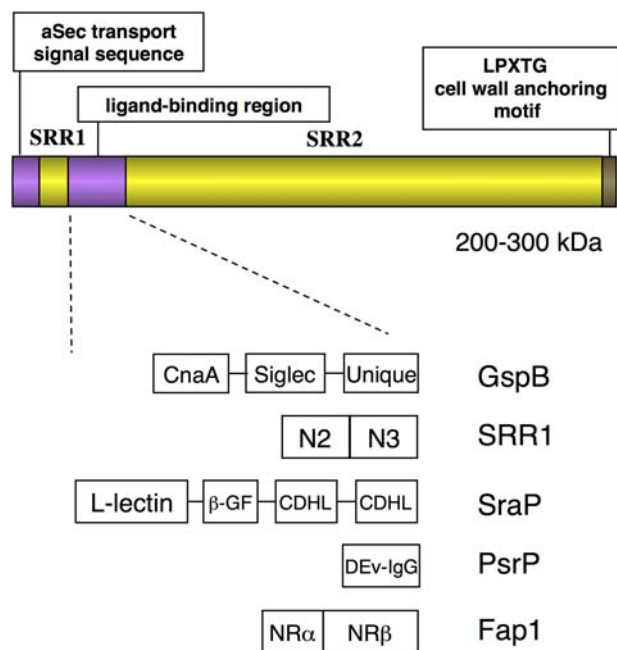 aSec transport
signal sequence
LPXTG
cell wall anchoring
motif
ligand-binding region
SRR1
SRR2
200-300 kDa
CnaA
Siglec
Unique
GspB
N2
N3
SRR1
L-lectin
β-GF
CDHL
CDHL
SraP
DEv-IgG
PsrP
NRα
NRβ
Fap1